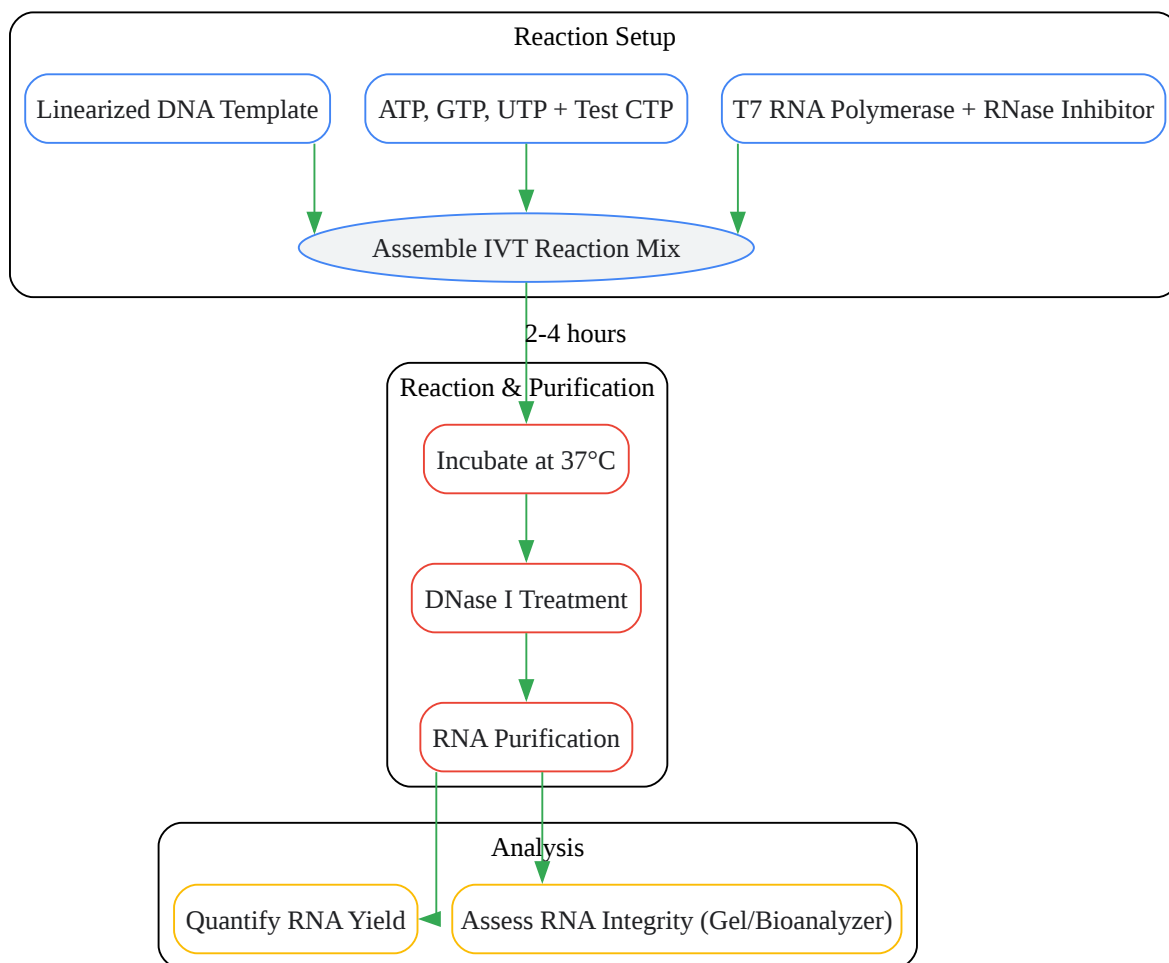 Reaction Setup
Linearized DNA Template
ATP, GTP, UTP + Test CTP
T7 RNA Polymerase + RNase Inhibitor
Assemble IVT Reaction Mix
2-4 hours
Reaction & Purification
Incubate at 37°C
DNase I Treatment
RNA Purification
Analysis
Quantify RNA Yield
Assess RNA Integrity (Gel/Bioanalyzer)